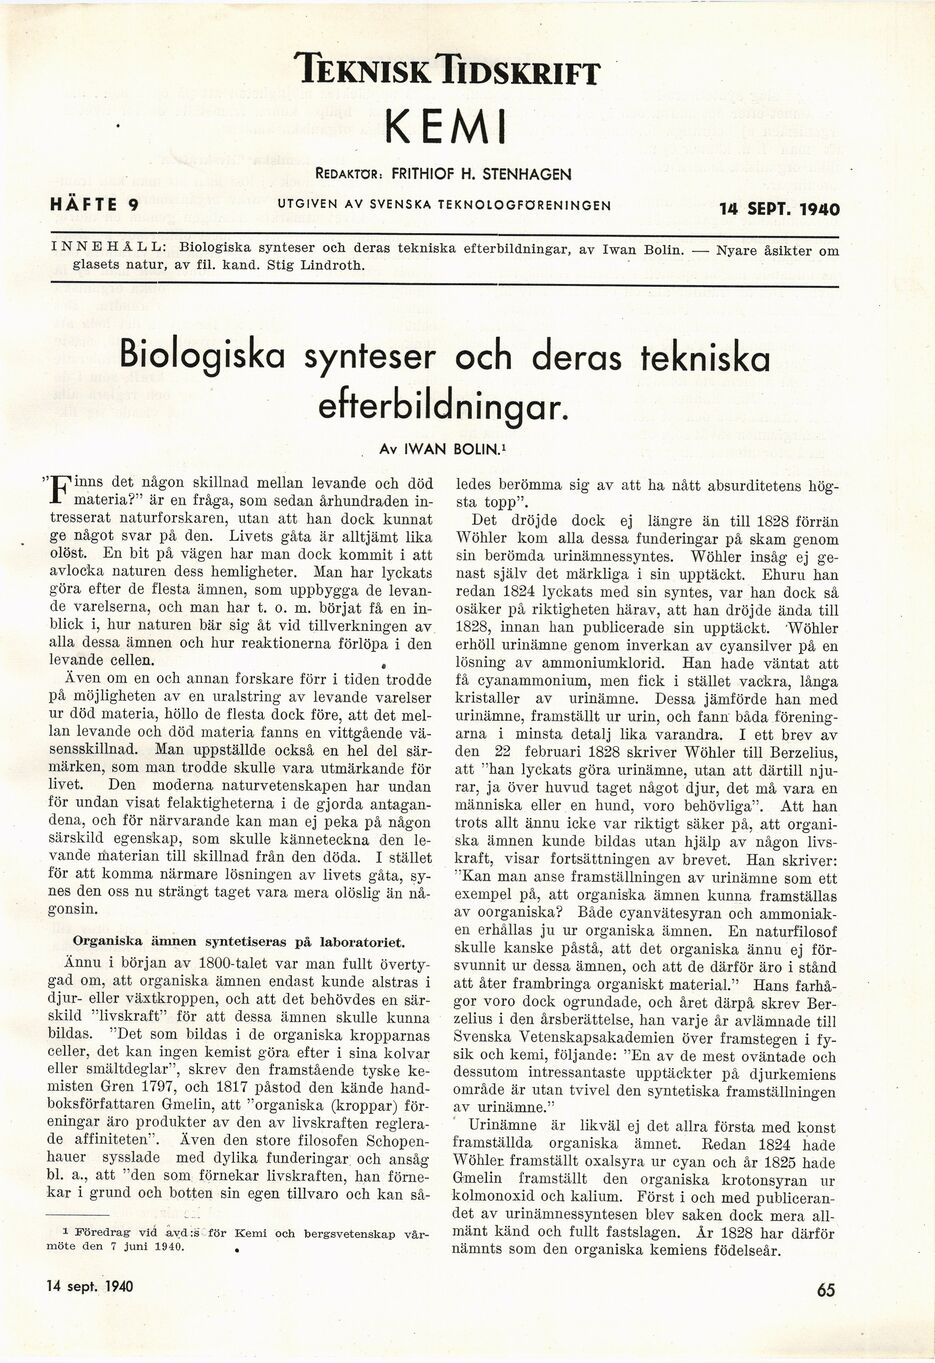 TEKNISK TIDSKRIFT
KEMI
REDAKTÖR: FRITHIOF H. STENHAGEN
HÄFTE 9
UTGIVEN AV SVENSKA TEKNOLOGFÖRENINGEN
14 SEPT. 1940
INNEHÅLL: Biologiska synteser och deras tekniska efterbildningar, av Iwan Bolin. — Nyare åsikter om
glasets natur, av fil. kand. Stig Lindroth.
Biologiska synteser och deras tekniska
efterbildningar.
Av IWAN BOLIN.¹
"Finns det någon skillnad mellan levande och död
materia?" är en fråga, som sedan århundraden in-
tresserat naturforskaren, utan att han dock kunnat
ge något svar på den. Livets gåta är alltjämt lika
olöst. En bit på vägen har man dock kommit i att
avlocka naturen dess hemligheter. Man har lyckats
göra efter de flesta ämnen, som uppbygga de levan-
de varelserna, och man har t. o. m. börjat få en in-
blick i, hur naturen bär sig åt vid tillverkningen av
alla dessa ämnen och hur reaktionerna förlöpa i den
levande cellen.
Även om en och annan forskare förr i tiden trodde
på möjligheten av en uralstring av levande varelser
ur död materia, höllo de flesta dock före, att det mel-
lan levande och död materia fanns en vittgående vä-
sensskillnad. Man uppställde också en hel del sär-
märken, som man trodde skulle vara utmärkande för
livet. Den moderna naturvetenskapen har undan
för undan visat felaktigheterna i de gjorda antagan-
dena, och för närvarande kan man ej peka på någon
särskild egenskap, som skulle känneteckna den le-
vande materian till skillnad från den döda. I stället
för att komma närmare lösningen av livets gåta, sy-
nes den oss nu strängt taget vara mera olöslig än nå-
gonsin.
Organiska ämnen syntetiseras på laboratoriet.
Ännu i början av 1800-talet var man fullt överty-
gad om, att organiska ämnen endast kunde alstras i
djur- eller växtkroppen, och att det behövdes en sär-
skild "livskraft" för att dessa ämnen skulle kunna
bildas. "Det som bildas i de organiska kropparnas
celler, det kan ingen kemist göra efter i sina kolvar
eller smältdeglar", skrev den framstående tyske ke-
misten Gren 1797, och 1817 påstod den kände hand-
boksförfattaren Gmelin, att "organiska (kroppar) för-
eningar äro produkter av den av livskraften reglera-
de affiniteten". Även den store filosofen Schopen-
hauer sysslade med dylika funderingar och ansåg
bl. a., att "den som förnekar livskraften, han förne-
kar i grund och botten sin egen tillvaro och kan så-
¹ Föredrag vid avd:s för Kemi och bergsvetenskap vår-
möte den 7 juni 1940.
ledes berömma sig av att ha nått absurditetens hög-
sta topp".
Det dröjde dock ej längre än till 1828 förrän
Wöhler kom alla dessa funderingar på skam genom
sin berömda urinämnessyntes. Wöhler insåg ej ge-
nast själv det märkliga i sin upptäckt. Ehuru han
redan 1824 lyckats med sin syntes, var han dock så
osäker på riktigheten härav, att han dröjde ända till
1828, innan han publicerade sin upptäckt. Wöhler
erhöll urinämne genom inverkan av cyansilver på en
lösning av ammoniumklorid. Han hade väntat att
få cyanammonium, men fick i stället vackra, långa
kristaller av urinämne. Dessa jämförde han med
urinämne, framställt ur urin, och fann båda förening-
arna i minsta detalj lika varandra. I ett brev av
den 22 februari 1828 skriver Wöhler till Berzelius,
att "han lyckats göra urinämne, utan att därtill nju-
rar, ja över huvud taget något djur, det må vara en
människa eller en hund, voro behövliga". Att han
trots allt ännu icke var riktigt säker på, att organi-
ska ämnen kunde bildas utan hjälp av någon livs-
kraft, visar fortsättningen av brevet. Han skriver:
"Kan man anse framställningen av urinämne som ett
exempel på, att organiska ämnen kunna framställas
av oorganiska? Både cyanvätesyran och ammoniak-
en erhållas ju ur organiska ämnen. En naturfilosof
skulle kanske påstå, att det organiska ännu ej för-
svunnit ur dessa ämnen, och att de därför äro i stånd
att åter frambringa organiskt material." Hans farhå-
gor voro dock ogrundade, och året därpå skrev Ber-
zelius i den årsberättelse, han varje år avlämnade till
Svenska Vetenskapsakademien över framstegen i fy-
sik och kemi, följande: "En av de mest oväntade och
dessutom intressantaste upptäckter på djurkemiens
område är utan tvivel den syntetiska framställningen
av urinämne."
Urinämne är likväl ej det allra första med konst
framställda organiska ämnet. Redan 1824 hade
Wöhler framställt oxalsyra ur cyan och år 1825 hade
Gmelin framställt den organiska krotonsyran ur
kolmonoxid och kalium. Först i och med publiceran-
det av urinämnessyntesen blev saken dock mera all-
mänt känd och fullt fastslagen. År 1828 har därför
nämnts som den organiska kemiens födelseår.
14 sept. 1940
65